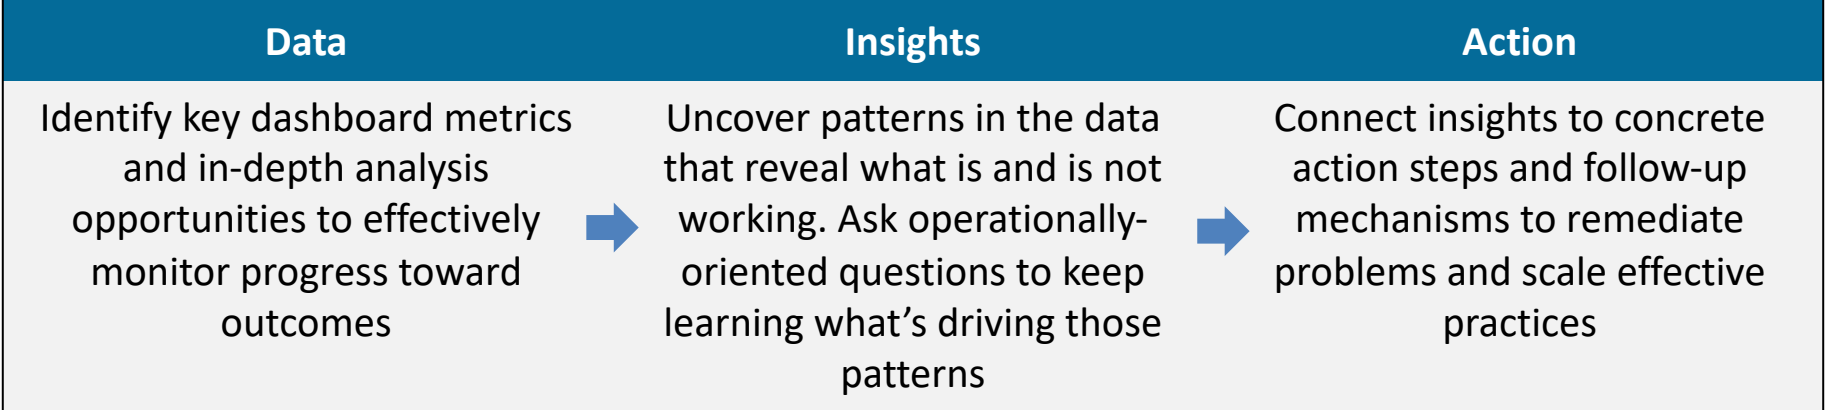 Data
Identify key dashboard metrics
and in-depth analysis
opportunities to effectively
monitor progress toward
outcomes
Insights
Uncover patterns in the data
that reveal what is and is not
working. Ask operationally-
oriented questions to keep
learning what’s driving those
patterns
Action
Connect insights to concrete
action steps and follow-up
mechanisms to remediate
problems and scale effective
practices